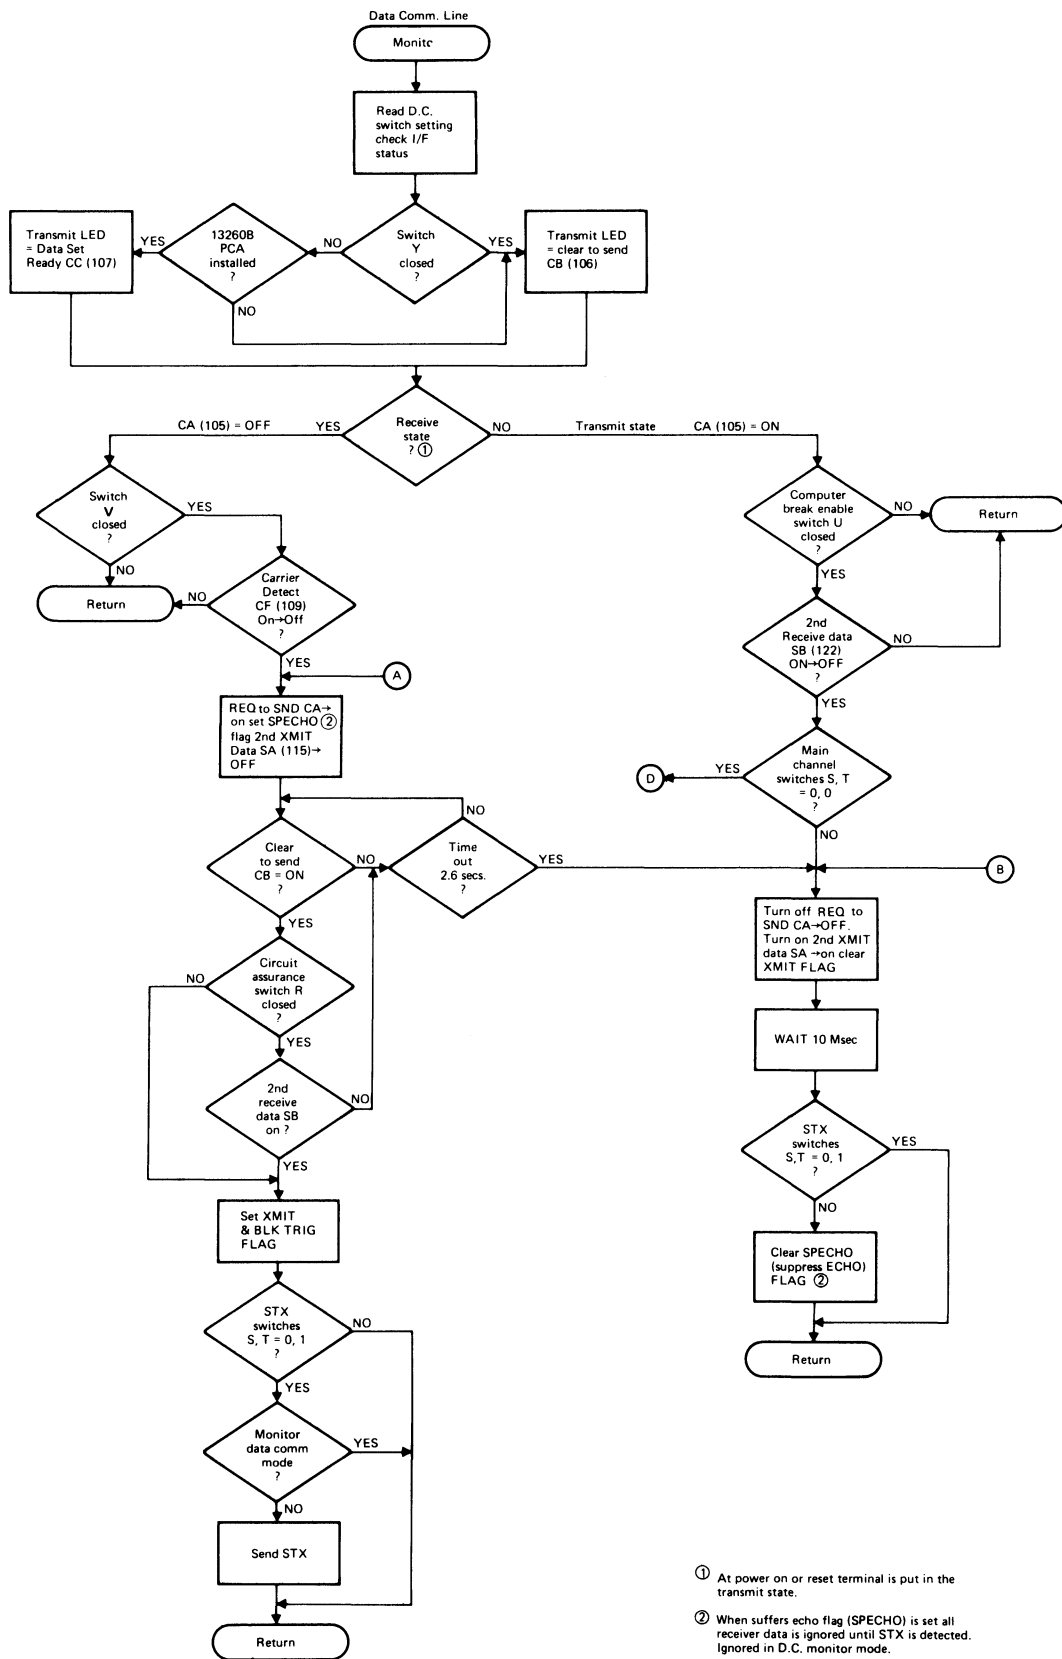 Data Comm. Line
Monitc
Read D.C.
switch setting
check I/F
status
Transmit LED
= Data Set
Ready CC (107)
YES
13260B
PCA
installed
?
NO
NO
Switch
Y
closed
?
YES
Transmit LED
= clear to send
CB (106)
CA (105) = OFF
YES
Receive
state
? ①
NO
Transmit state
CA (105) = ON
Switch
V
closed
?
YES
NO
Return
NO
Carrier
Detect
CF (109)
On→Off
?
YES
A
REQ to SND CA→
on set SPECHO ②
flag 2nd XMIT
Data SA (115)→
OFF
Clear
to send
CB = ON
?
NO
YES
NO
Time
out
2.6 secs.
?
YES
NO
Circuit
assurance
switch R
closed
?
YES
2nd
receive
data SB
on ?
NO
YES
Set XMIT
& BLK TRIG
FLAG
STX
switches
S, T = 0, 1
?
NO
YES
Monitor
data comm
mode
?
YES
NO
Send STX
Return
Computer
break enable
switch U
closed
?
NO
Return
YES
2nd
Receive data
SB (122)
ON→OFF
?
NO
YES
D
YES
Main
channel
switches S, T
= 0, 0
?
NO
B
Turn off REQ to
SND CA→OFF.
Turn on 2nd XMIT
data SA →on clear
XMIT FLAG
WAIT 10 Msec
STX
switches
S,T = 0, 1
?
YES
NO
Clear SPECHO
(suppress ECHO)
FLAG ②
Return
① At power on or reset terminal is put in the
transmit state.
② When suffers echo flag (SPECHO) is set all
receiver data is ignored until STX is detected.
Ignored in D.C. monitor mode.